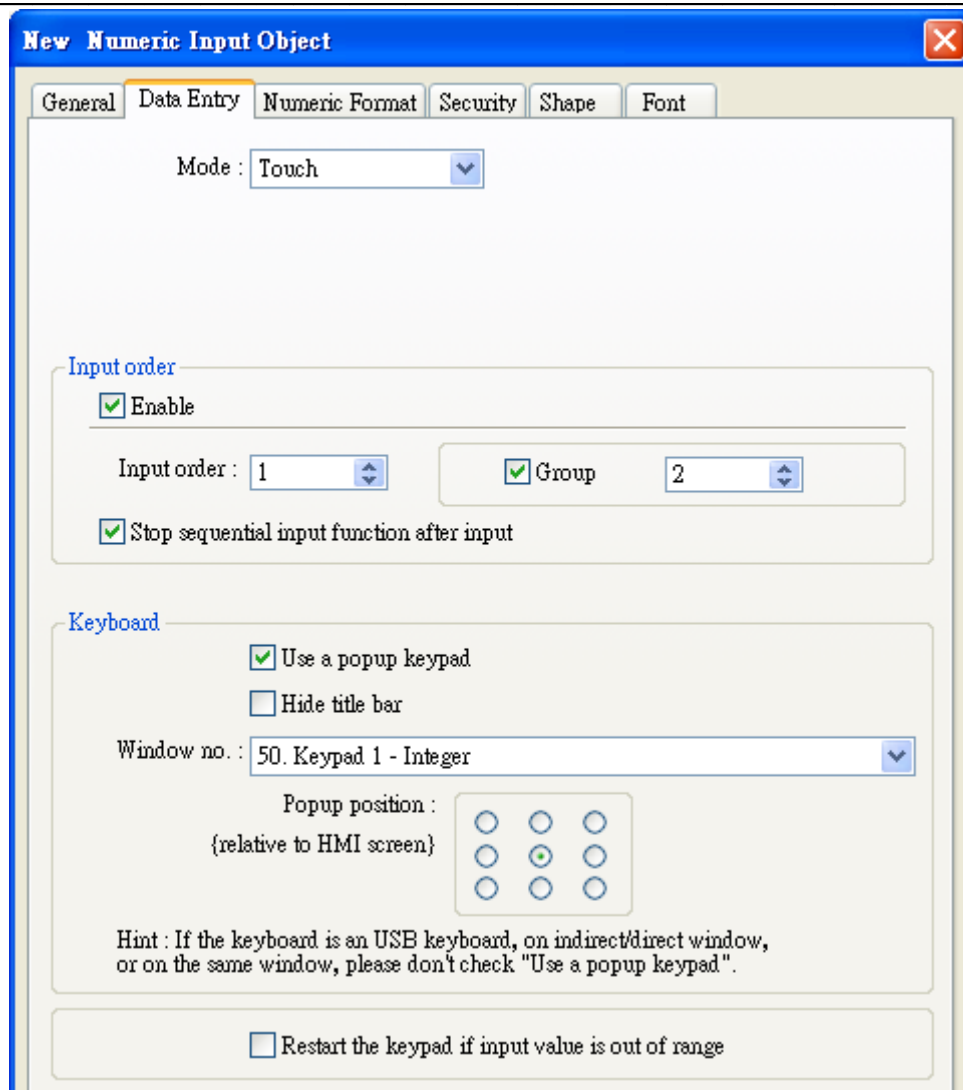 New Numeric Input Object
General Data Entry Numeric Format Security Shape Font
Mode : Touch
Input order
Enable
Input order : 1 Group 2
Stop sequential input function after input
Keyboard
Use a popup keypad
Hide title bar
Window no. : 50. Keypad 1 - Integer
Popup position :
{relative to HMI screen}
Hint : If the keyboard is an USB keyboard, on indirect/direct window,
or on the same window, please don't check "Use a popup keypad".
Restart the keypad if input value is out of range